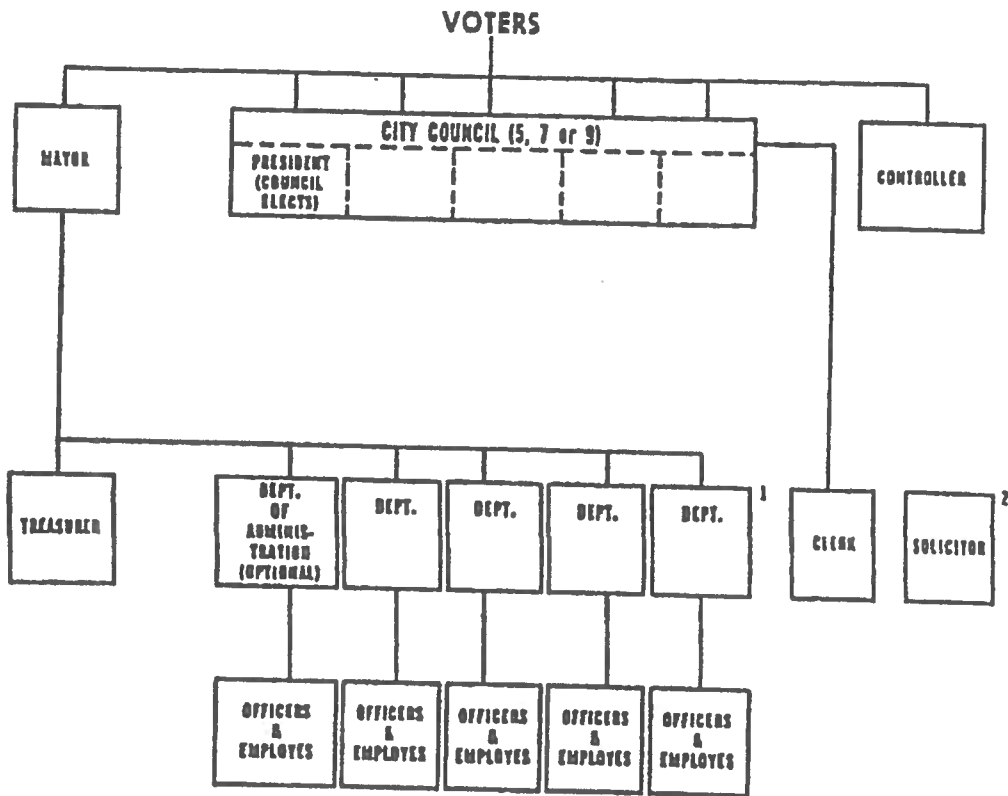 VOTERS
MAYOR
CITY COUNCIL (5, 7 or 9)
PRESIDENT
(COUNCIL
ELECTS)
CONTROLLER
TREASURER
DEPT.
OF
ADMINIS-
TRATION
(OPTIONAL)
DEPT.
DEPT.
DEPT.
DEPT.
1
CLERK
SOLICITOR
2
OFFICERS
&
EMPLOYES
OFFICERS
&
EMPLOYES
OFFICERS
&
EMPLOYES
OFFICERS
&
EMPLOYES
OFFICERS
&
EMPLOYES